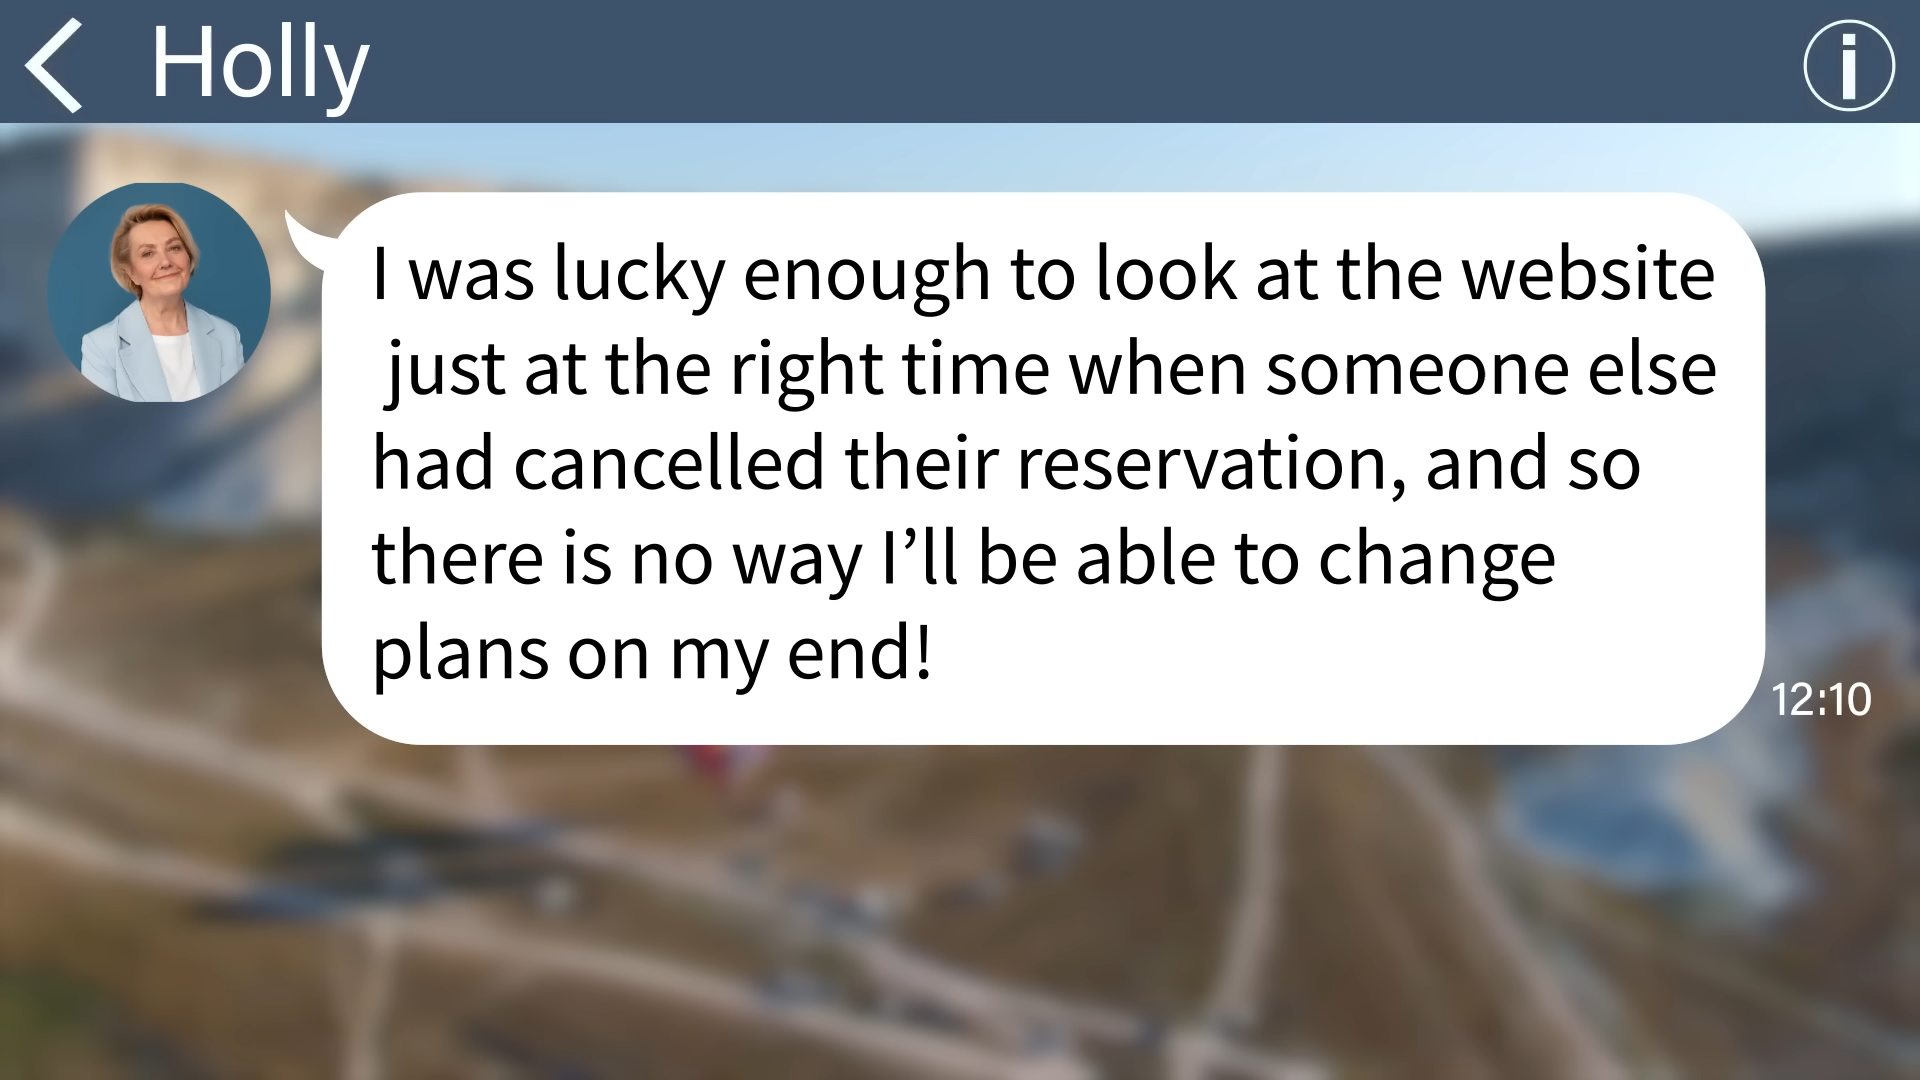 Holly
I was lucky enough to look at the website
just at the right time when someone else
had cancelled their reservation, and so
there is no way I’ll be able to change
plans on my end!
12:10